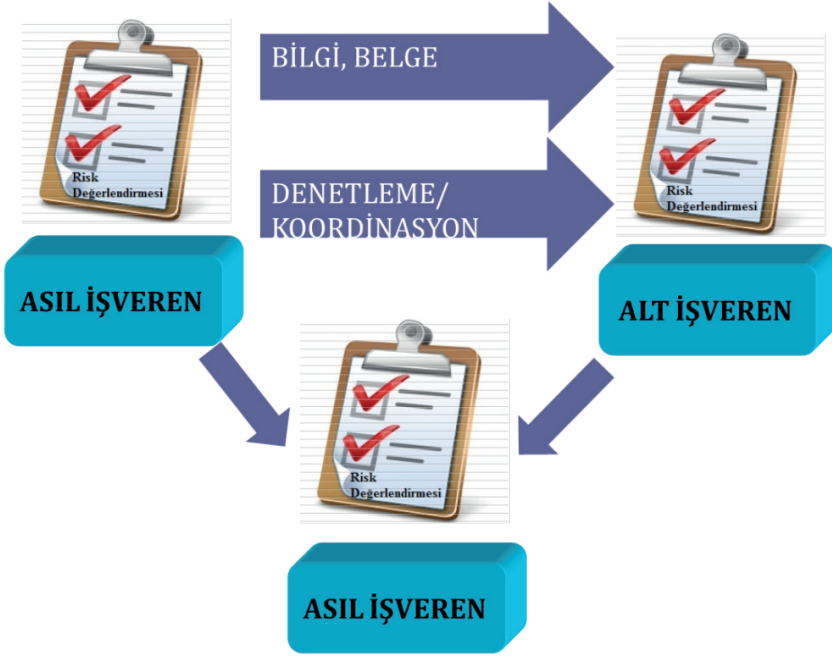 BİLGİ, BELGE
Risk
Değerlendirmesi
Risk
Değerlendirmesi
DENETLEME/
KOORDİNASYON
ASIL İŞVEREN
ALT İŞVEREN
Risk
Değerlendirmesi
ASIL İŞVEREN